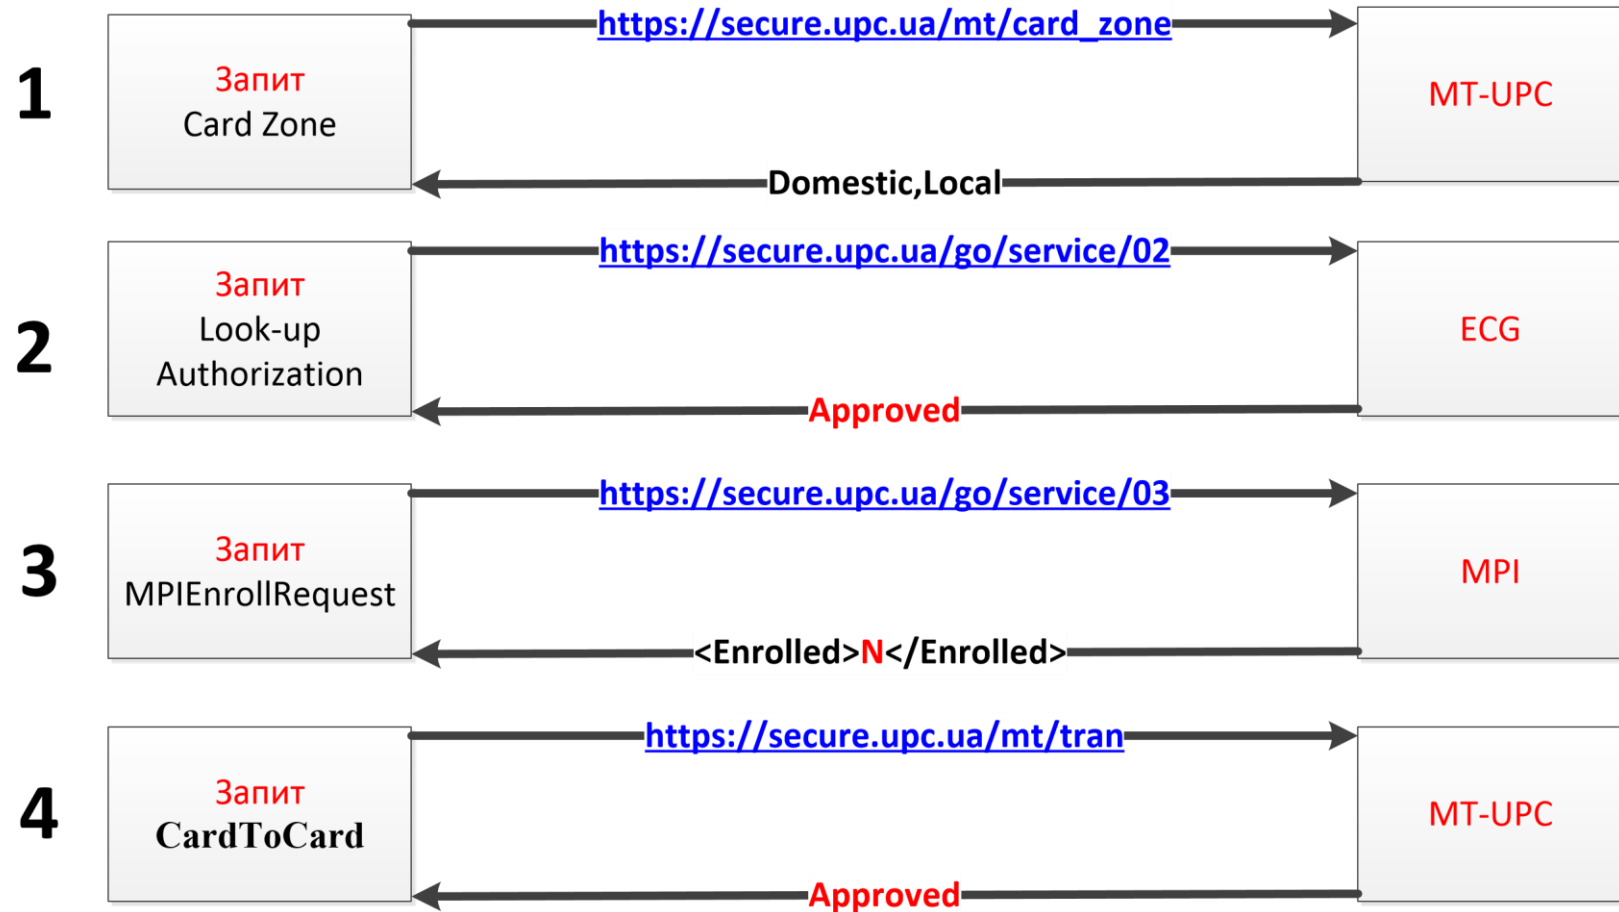 https://secure.upc.ua/mt/card_zone
1
Запит
Card Zone
MT-UPC
Domestic,Local
https://secure.upc.ua/go/service/02
2
Запит
Look-up
Authorization
ECG
Approved
https://secure.upc.ua/go/service/03
3
Запит
MPIEnrollRequest
MPI
<Enrolled>N</Enrolled>
https://secure.upc.ua/mt/tran
4
Запит
CardToCard
MT-UPC
Approved